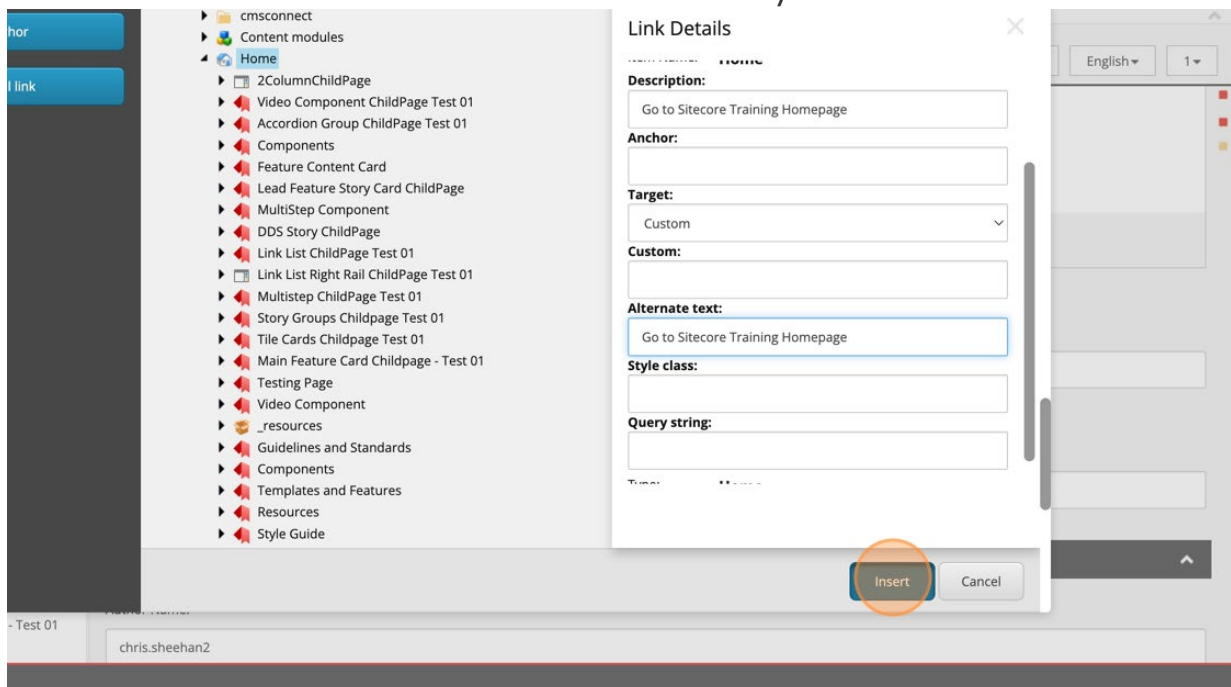 hor
l link
cmsconnect
Content modules
Home
2ColumnChildPage
Video Component ChildPage Test 01
Accordion Group ChildPage Test 01
Components
Feature Content Card
Lead Feature Story Card ChildPage
MultiStep Component
DDS Story ChildPage
Link List ChildPage Test 01
Link List Right Rail ChildPage Test 01
Multistep ChildPage Test 01
Story Groups Childpage Test 01
Tile Cards Childpage Test 01
Main Feature Card Childpage - Test 01
Testing Page
Video Component
_resources
Guidelines and Standards
Components
Templates and Features
Resources
Style Guide
Link Details
Description:
Go to Sitecore Training Homepage
Anchor:
Target:
Custom
Custom:
Alternate text:
Go to Sitecore Training Homepage
Style class:
Query string:
Insert
Cancel
English
1
- Test 01
chris.sheehan2